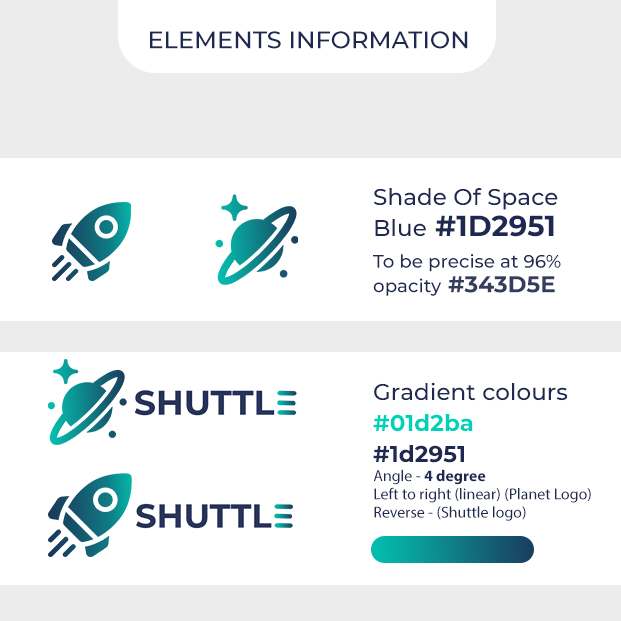 ELEMENTS INFORMATION
Shade Of Space
Blue #1D2951
To be precise at 96%
opacity #343D5E
SHUTTLE
SHUTTLE
Gradient colours
#01d2ba
#1d2951
Angle - 4 degree
Left to right (linear) (Planet Logo)
Reverse - (Shuttle logo)